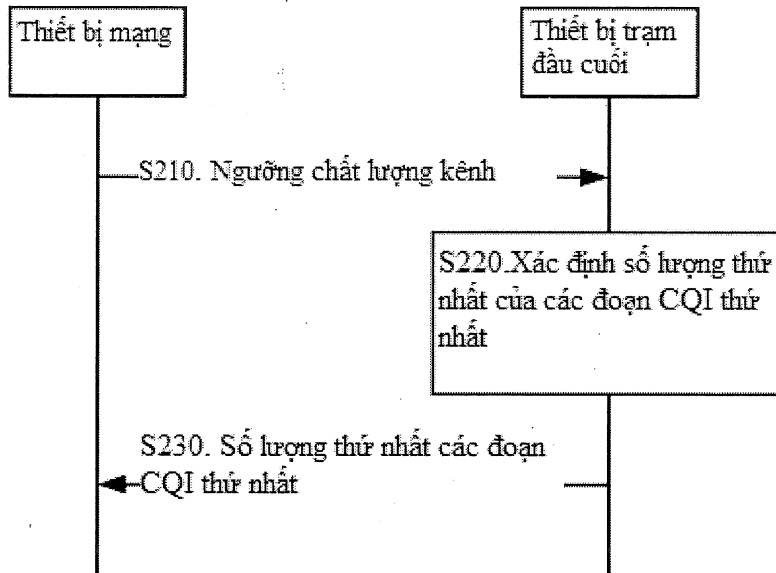 Thiết bị mạng
Thiết bị trạm
đầu cuối
S210. Ngưỡng chất lượng kênh
S220.Xác định số lượng thứ
nhất của các đoạn CQI thứ
nhất
S230. Số lượng thứ nhất các đoạn
CQI thứ nhất